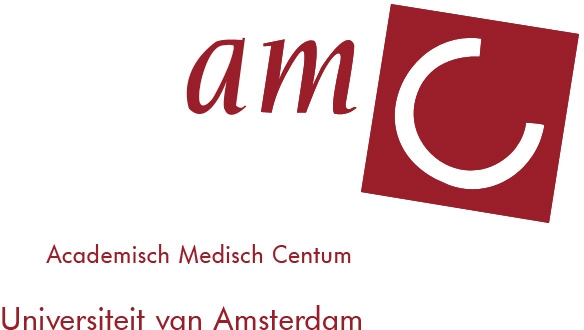 amC
Academisch Medisch Centum
Universiteit van Amsterdam